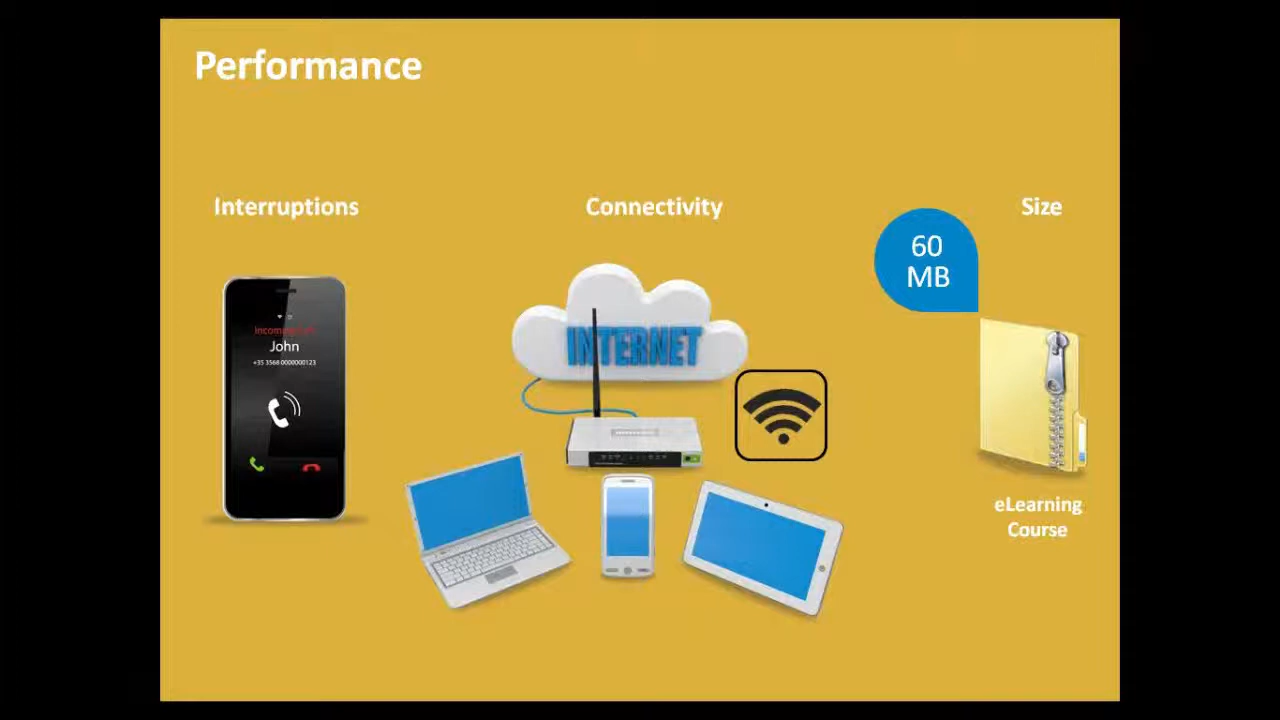 Performance
Interruptions
Connectivity
Size
60
MB
John
INTERNET
eLearning
Course